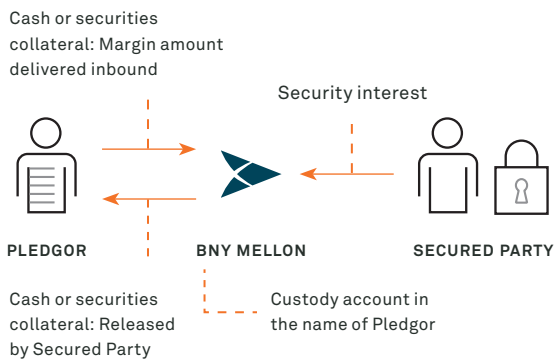 Cash or securities
collateral: Margin amount
delivered inbound
Security interest
PLEDGOR
BNY MELLON
SECURED PARTY
Cash or securities
collateral: Released
by Secured Party
Custody account in
the name of Pledgor